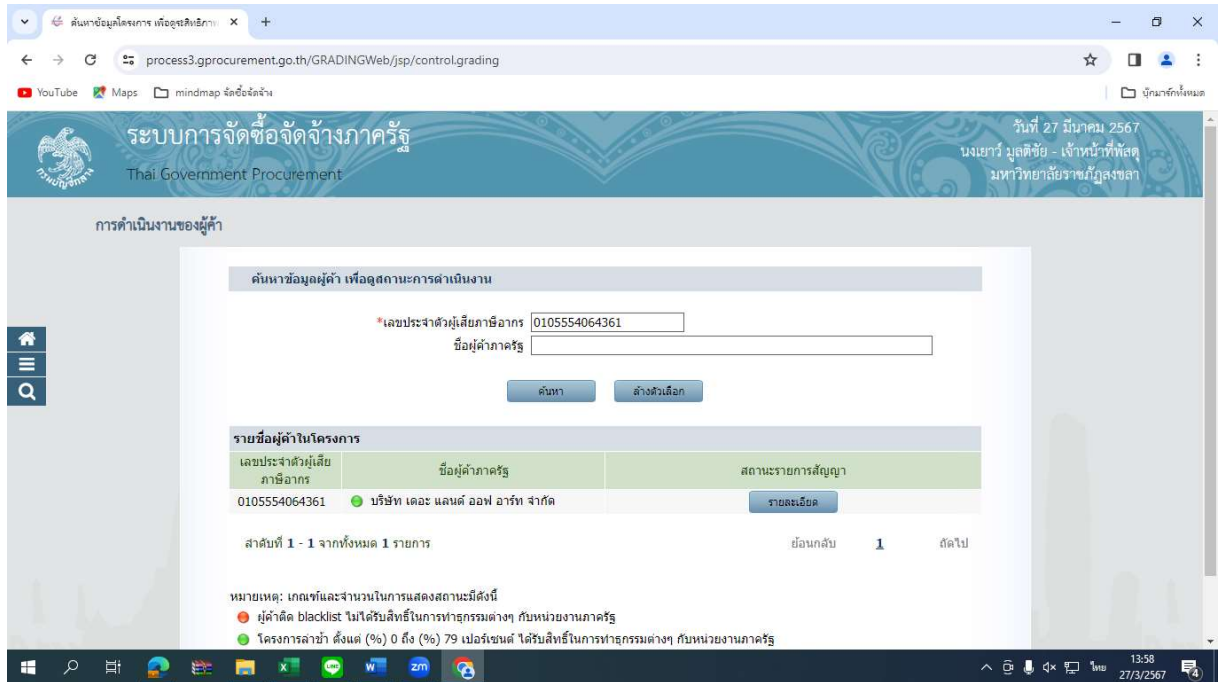 ค้นหาข้อมูลโครงการ เพื่อดูประสิทธิภา
process3.gprocurement.go.th/GRADINGWeb/jsp/control.grading
YouTube Maps mindmap จัดซื้อจัดจ้าง บุ๊กมาร์กทั้งหมด
ระบบการจัดซื้อจัดจ้างภาครัฐ
Thai Government Procurement
วันที่ 27 มีนาคม 2567
นงเยาว์ มูลติชัย - เจ้าหน้าที่พัสดุ
มหาวิทยาลัยราชภัฏสงขลา
กรมบัญชีกลาง
การดำเนินงานของผู้ค้า
ค้นหาข้อมูลผู้ค้า เพื่อดูสถานะการดำเนินงาน
*เลขประจำตัวผู้เสียภาษีอากร 0105554064361
ชื่อผู้ค้าภาครัฐ
ค้นหา ล้างตัวเลือก
รายชื่อผู้ค้าในโครงการ
เลขประจำตัวผู้เสียภาษีอากร ชื่อผู้ค้าภาครัฐ สถานะรายการสัญญา
0105554064361 บริษัท เดอะ แลนด์ ออฟ อาร์ท จำกัด รายละเอียด
ลำดับที่ 1 - 1 จากทั้งหมด 1 รายการ ย้อนกลับ 1 ถัดไป
หมายเหตุ: เกณฑ์และจำนวนในการแสดงสถานะมีดังนี้
ผู้ค้าติด blacklist ไม่ได้รับสิทธิ์ในการทำธุรกรรมต่างๆ กับหน่วยงานภาครัฐ
โครงการล่าช้า ตั้งแต่ (%) 0 ถึง (%) 79 เปอร์เซนต์ ได้รับสิทธิ์ในการทำธุรกรรมต่างๆ กับหน่วยงานภาครัฐ
LINE zm ไทย 13:58
27/3/2567 4